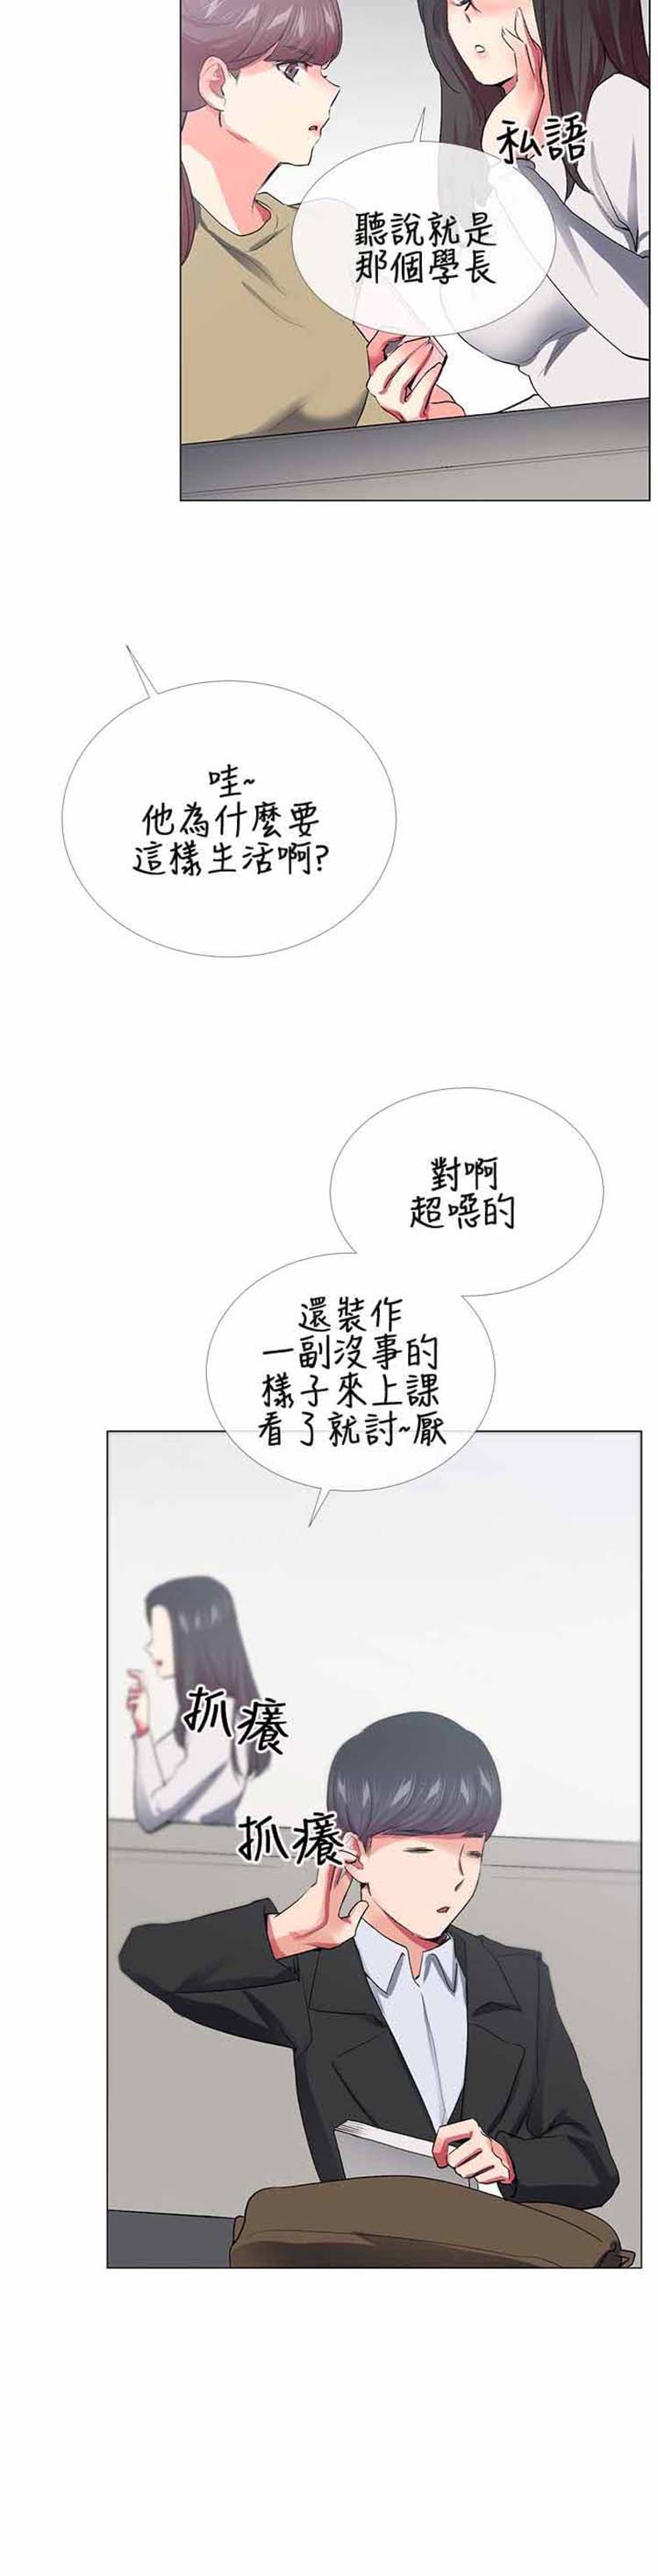 私語
聽說就是
那個學長
哇~
他為什麼要
這樣生活啊?
對啊
超噁的
還裝作
一副沒事的
樣子來上課
看了就討~厭
抓癢
抓癢